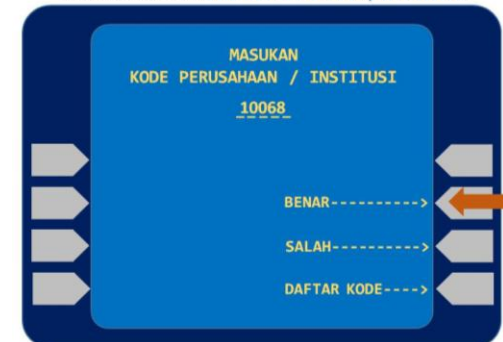 MASUKAN
KODE PERUSAHAAN / INSTITUSI
10068
BENAR---------->
SALAH---------->
DAFTAR KODE---->